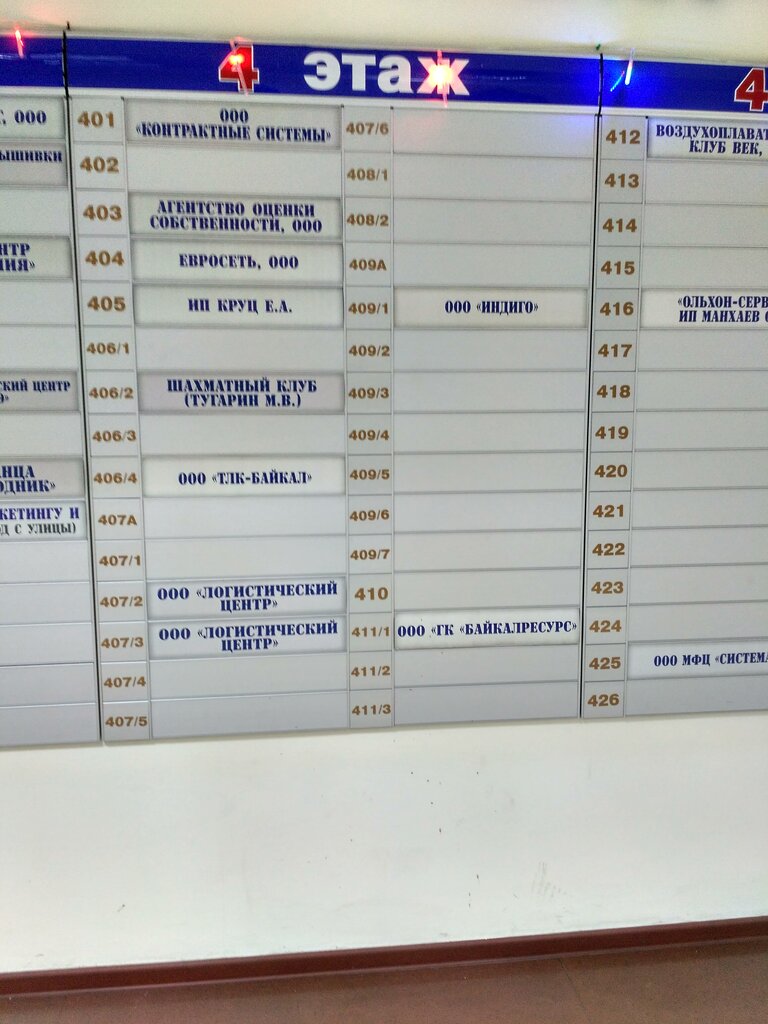 4 этаж
4
, ООО
ЫШИВКИ
НТР
ИЯ»
СКИЙ ЦЕНТР
НЦА
ОДНИК»
КЕТИНГУ И
Д С УЛИЦЫ)
401 ООО
«КОНТРАКТНЫЕ СИСТЕМЫ»
402
403 АГЕНТСТВО ОЦЕНКИ
СОБСТВЕННОСТИ, ООО
404 ЕВРОСЕТЬ, ООО
405 ИП КРУЦ Е.А.
406/1
406/2 ШАХМАТНЫЙ КЛУБ
(ТУГАРИН М.В.)
406/3
406/4 ООО «ТЛК-БАЙКАЛ»
407А
407/1
407/2 ООО «ЛОГИСТИЧЕСКИЙ
ЦЕНТР»
407/3 ООО «ЛОГИСТИЧЕСКИЙ
ЦЕНТР»
407/4
407/5
407/6
408/1
408/2
409А
409/1 ООО «ИНДИГО»
409/2
409/3
409/4
409/5
409/6
409/7
410
411/1 ООО «ГК «БАЙКАЛРЕСУРС»
411/2
411/3
412 ВОЗДУХОПЛАВАТ
КЛУБ ВЕК,
413
414
415
416 «ОЛЬХОН-СЕРВ
ИП МАНХАЕВ
417
418
419
420
421
422
423
424
425 ООО МФЦ «СИСТЕМА
426